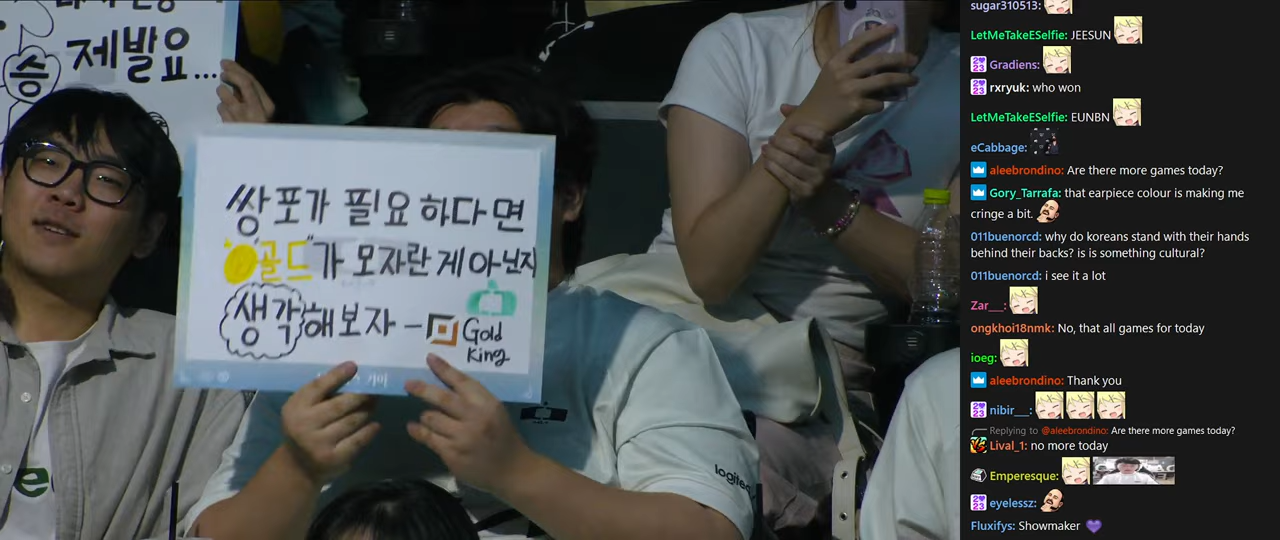 제발요...
승
쌍포가 필요하다면
"골드"가 모자란게 아닌지
생각해보자 -
Gold
King
logitec
e
sugar310513:
LetMeTakeESelfie: JEESUN
Gradiens:
rxryuk: who won
LetMeTakeESelfie: EUNBN
eCabbage:
aleebrondino: Are there more games today?
Gory_Tarrafa: that earpiece colour is making me
cringe a bit.
011buenorcd: why do koreans stand with their hands
behind their backs? is is something cultural?
011buenorcd: i see it a lot
Zar___:
ongkhoi18nmk: No, that all games for today
ioeg:
aleebrondino: Thank you
nibir___:
Replying to @aleebrondino: Are there more games today?
Lival_1: no more today
Emperesque:
eyelessz:
Fluxifys: Showmaker 💜